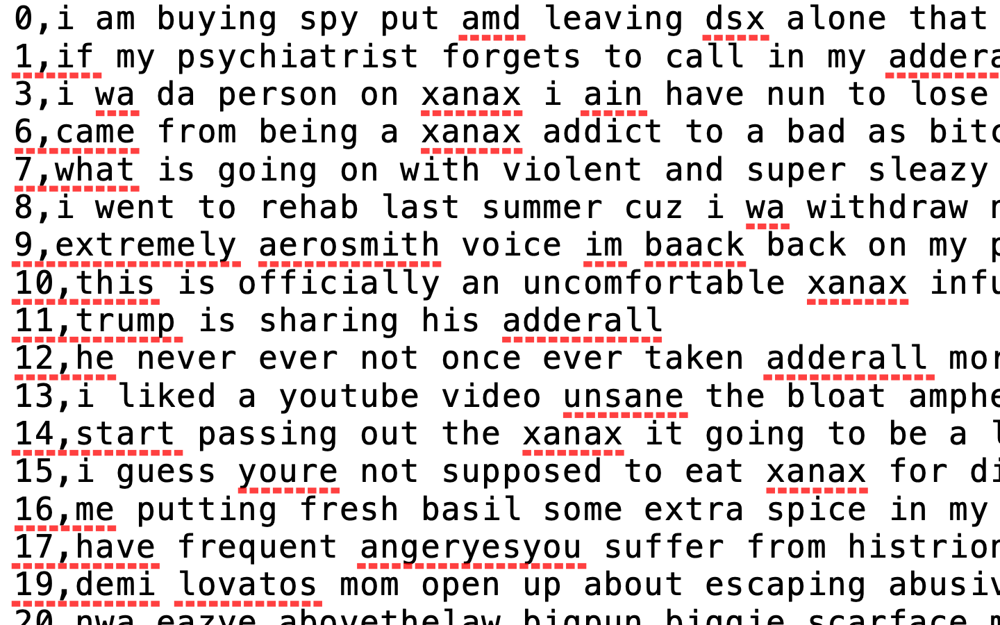 0,i am buying spy put amd leaving dsx alone that
1,if my psychiatrist forgets to call in my addera
3,i wa da person on xanax i ain have nun to lose
6,came from being a xanax addict to a bad as bitc
7,what is going on with violent and super sleazy
8,i went to rehab last summer cuz i wa withdraw
9,extremely aerosmith voice im baack back on my p
10,this is officially an uncomfortable xanax infu
11,trump is sharing his adderall
12,he never ever not once ever taken adderall mor
13,i liked a youtube video unsane the bloat amphe
14,start passing out the xanax it going to be a l
15,i guess youre not supposed to eat xanax for di
16,me putting fresh basil some extra spice in my
17,have frequent angeryesyou suffer from histrion
19,demi lovatos mom open up about escaping abusiv
20,nwa eazye abovethelaw bigpun biggie scarface m